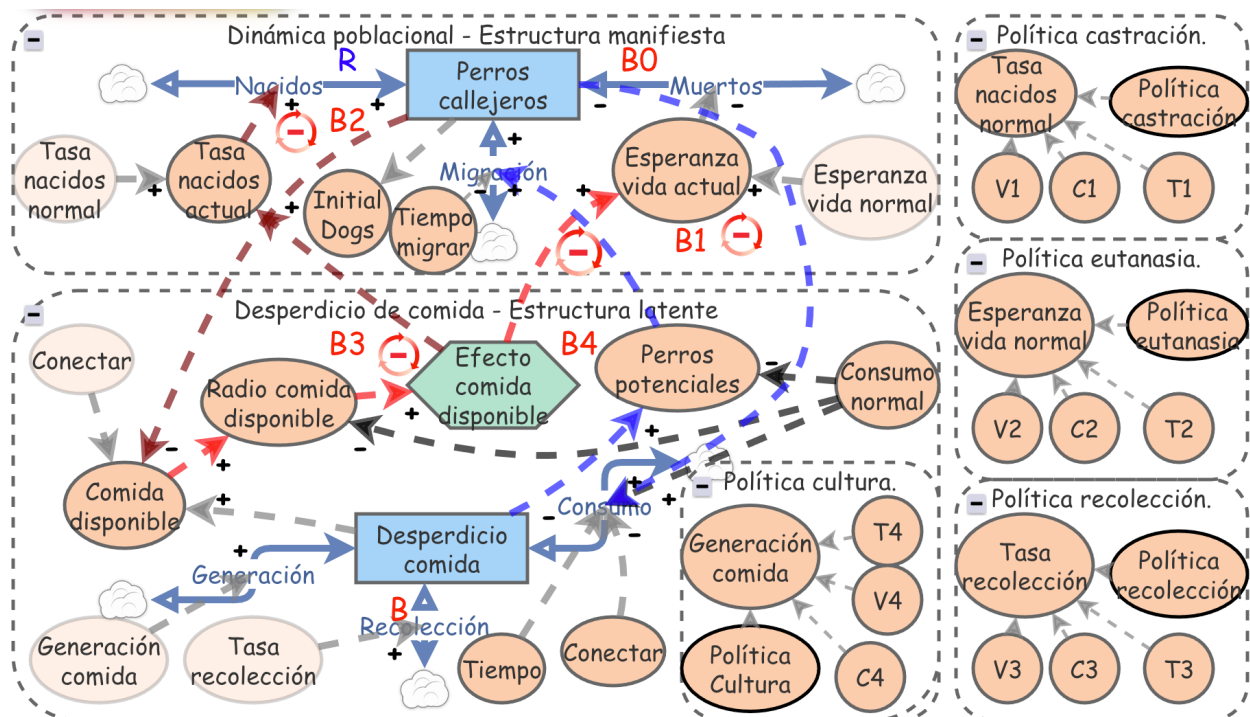 Dinámica poblacional - Estructura manifiesta
R
B0
Nacidos
Perros
callejeros
Muertos
+
+
-
-
B2
-
+
Tasa
nacidos
normal
+
Tasa
nacidos
actual
+
Initial
Dogs
Tiempo
migrar
Migración
-
+
+
-
Esperanza
vida actual
+
B1
-
Esperanza
vida normal
Desperdicio de comida - Estructura latente
Conectar
B3
-
B4
Radio comida
disponible
+
-
Efecto
comida
disponible
Perros
potenciales
-
+
Consumo
normal
-
+
+
Comida
disponible
Desperdicio
comida
-
Consumo
+
+
-
+
Generación
B
Recolección
+
Generación
comida
Tasa
recolección
Tiempo
Conectar
Política cultura.
Generación
comida
T4
V4
C4
Política
Cultura
Política castración.
Tasa
nacidos
normal
Política
castración
V1
C1
T1
Política eutanasia.
Esperanza
vida normal
Política
eutanasia
V2
C2
T2
Política recolección.
Tasa
recolección
Política
recolección
V3
C3
T3